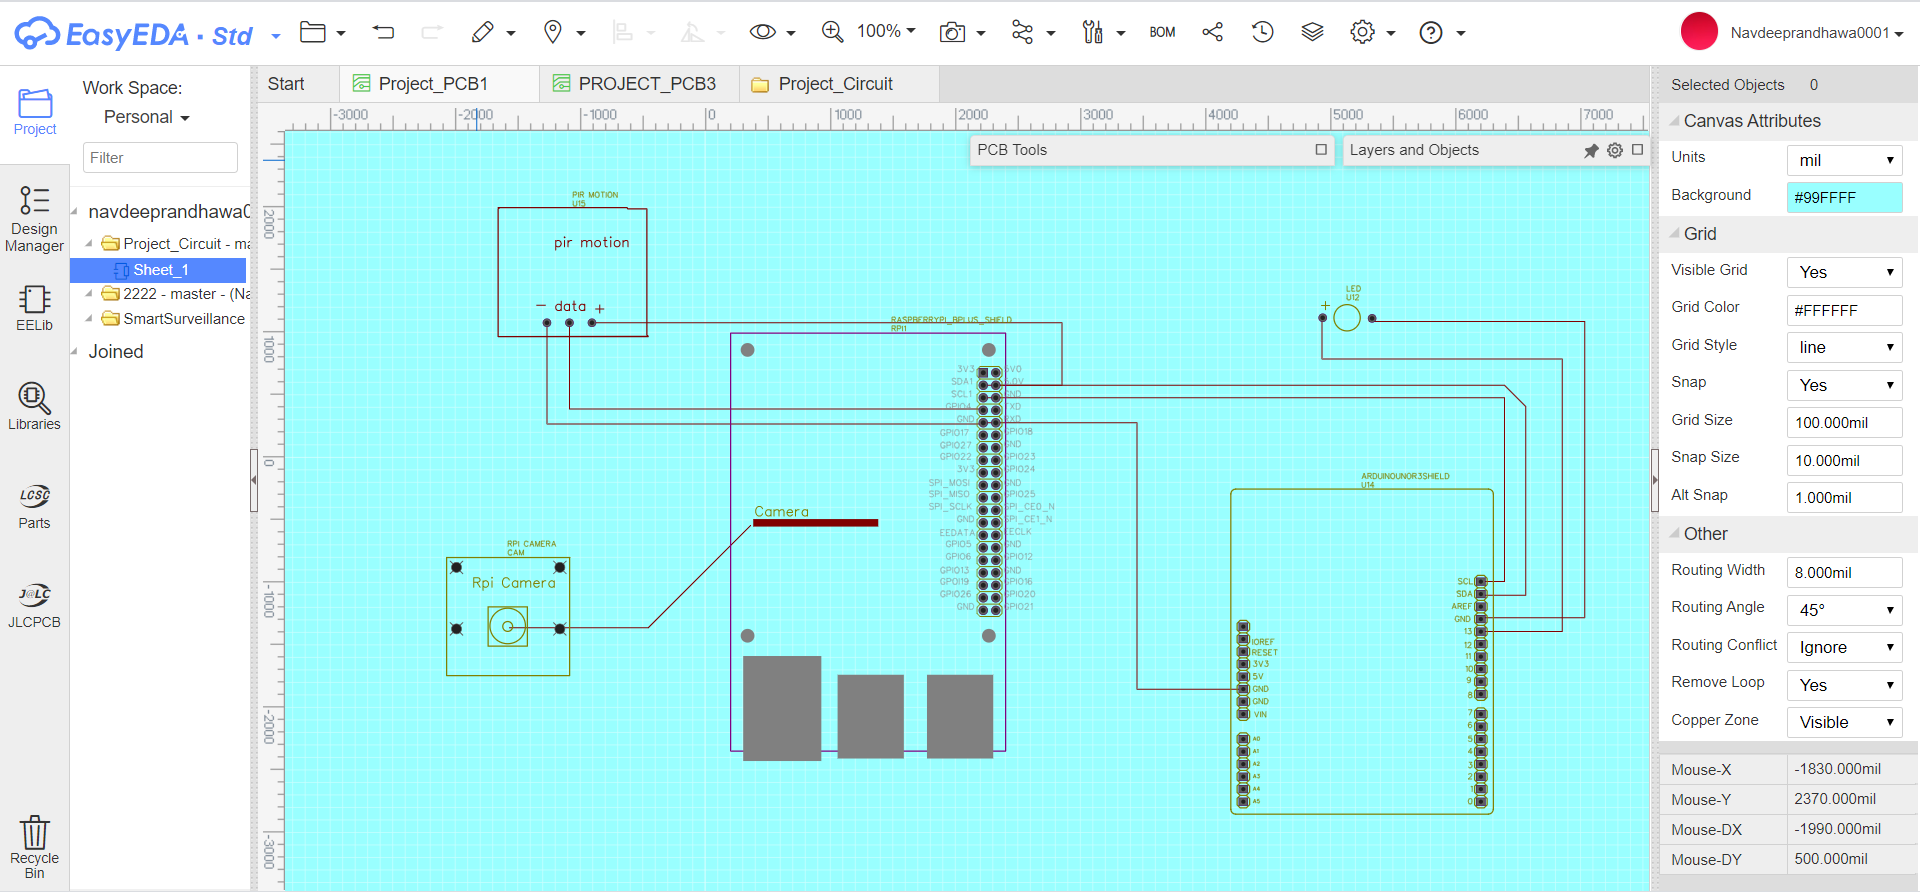 EasyEDA · Std
100%
BOM
Navdeeprandhawa0001
Project
Design
Manager
EELib
Libraries
LCSC
Parts
J@LC
JLCPCB
Recycle
Bin
Work Space:
Personal
Filter
navdeeprandhawa0
Project_Circuit - ma
Sheet_1
2222 - master - (Na
SmartSurveillance
Joined
Start
Project_PCB1
PROJECT_PCB3
Project_Circuit
-3000 -2000 -1000 0 1000 2000 3000 4000 5000 6000 7000
2000
1000
0
-1000
-2000
-3000
PCB Tools
Layers and Objects
PIR MOTION
U15
pir motion
− data +
RASPBERRYPI_BPLUS_SHIELD
RPI1
3V3
SDA1
SCL1
GPIO4
GND
GPIO17
GPIO27
GPIO22
3V3
SPI_MOSI
SPI_MISO
SPI_SCLK
GND
EEDATA
GPIO5
GPIO6
GPIO13
GPIO19
GPIO26
GND
GND
TXD
RXD
GPIO18
GND
GPIO23
GPIO24
GND
GPIO25
SPI_CE0_N
SPI_CE1_N
EECLK
GND
GPIO12
GND
GPIO16
GPIO20
GPIO21
Camera
RPI CAMERA
CAM
Rpi Camera
LED
U12
+
ARDUINOUNOR3SHIELD
U14
IOREF
RESET
3V3
5V
GND
GND
VIN
A0
A1
A2
A3
A4
A5
SCL
SDA
AREF
GND
13
12
11
10
9
8
7
6
5
4
3
2
1
0
Selected Objects 0
Canvas Attributes
Units mil
Background #99FFFF
Grid
Visible Grid Yes
Grid Color #FFFFFF
Grid Style line
Snap Yes
Grid Size 100.000mil
Snap Size 10.000mil
Alt Snap 1.000mil
Other
Routing Width 8.000mil
Routing Angle 45°
Routing Conflict Ignore
Remove Loop Yes
Copper Zone Visible
Mouse-X -1830.000mil
Mouse-Y 2370.000mil
Mouse-DX -1990.000mil
Mouse-DY 500.000mil